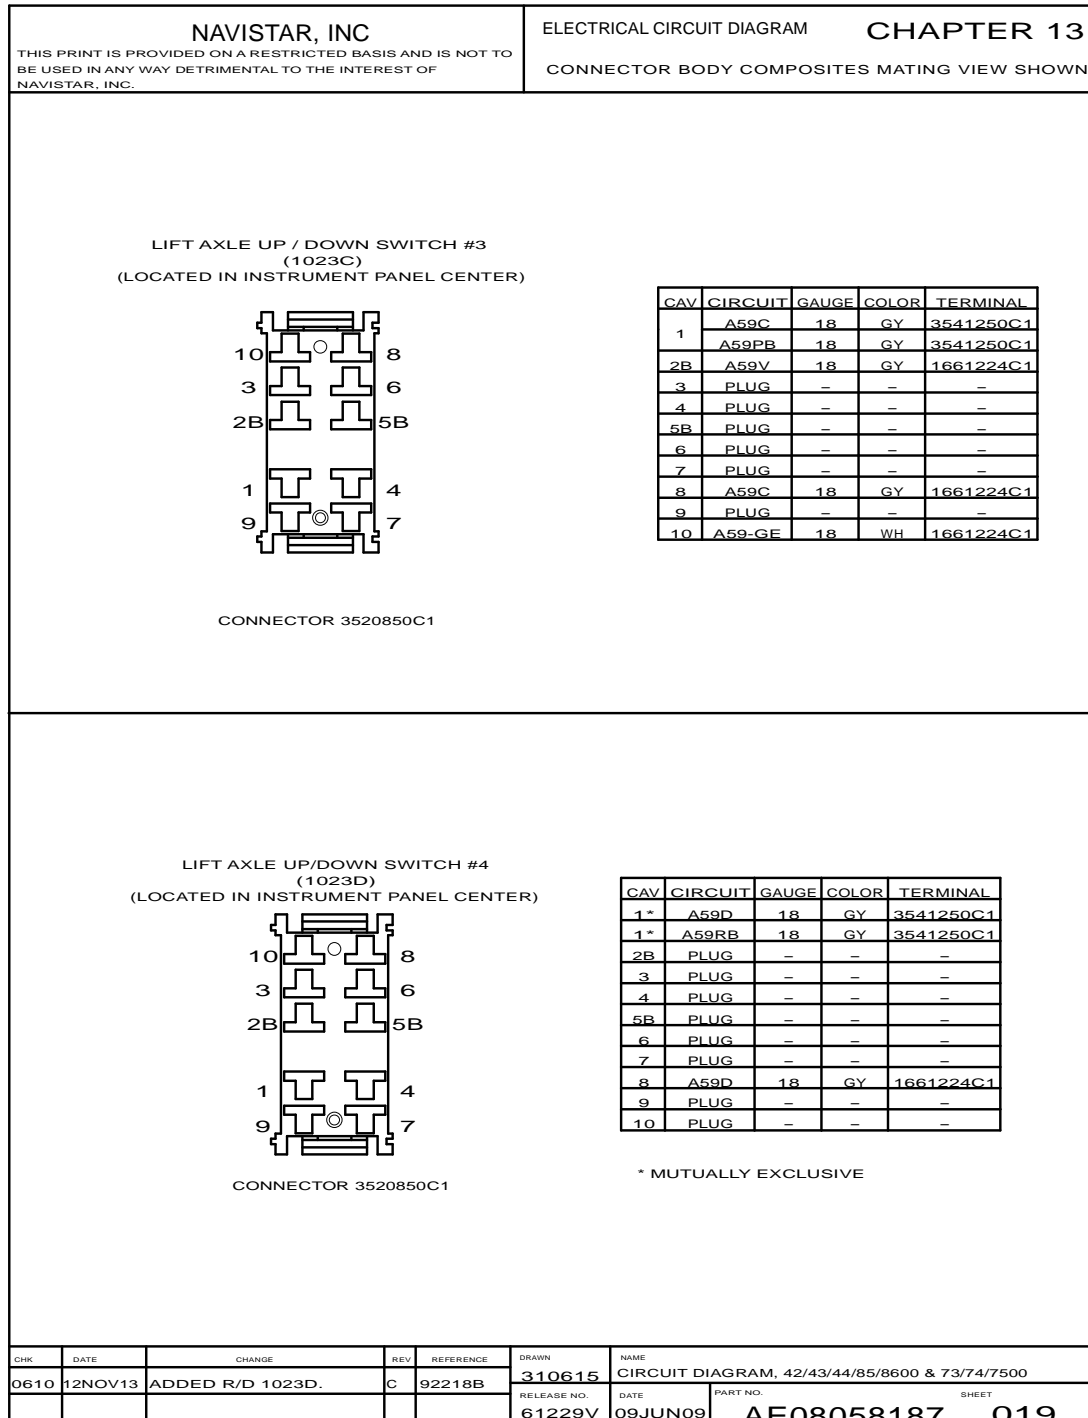 NAVISTAR, INC
THIS PRINT IS PROVIDED ON A RESTRICTED BASIS AND IS NOT TO
BE USED IN ANY WAY DETRIMENTAL TO THE INTEREST OF
NAVISTAR, INC.
ELECTRICAL CIRCUIT DIAGRAM CHAPTER 13
CONNECTOR BODY COMPOSITES MATING VIEW SHOWN
LIFT AXLE UP / DOWN SWITCH #3
(1023C)
(LOCATED IN INSTRUMENT PANEL CENTER)
10 8
3 6
2B 5B
1 4
9 7
CONNECTOR 3520850C1
CAV CIRCUIT GAUGE COLOR TERMINAL
1 A59C 18 GY 3541250C1
A59PB 18 GY 3541250C1
2B A59V 18 GY 1661224C1
3 PLUG – – –
4 PLUG – – –
5B PLUG – – –
6 PLUG – – –
7 PLUG – – –
8 A59C 18 GY 1661224C1
9 PLUG – – –
10 A59-GE 18 WH 1661224C1
LIFT AXLE UP/DOWN SWITCH #4
(1023D)
(LOCATED IN INSTRUMENT PANEL CENTER)
10 8
3 6
2B 5B
1 4
9 7
CONNECTOR 3520850C1
CAV CIRCUIT GAUGE COLOR TERMINAL
1* A59D 18 GY 3541250C1
1* A59RB 18 GY 3541250C1
2B PLUG – – –
3 PLUG – – –
4 PLUG – – –
5B PLUG – – –
6 PLUG – – –
7 PLUG – – –
8 A59D 18 GY 1661224C1
9 PLUG – – –
10 PLUG – – –
* MUTUALLY EXCLUSIVE
CHK DATE CHANGE REV REFERENCE
0610 12NOV13 ADDED R/D 1023D. C 92218B
DRAWN
310615
NAME
CIRCUIT DIAGRAM, 42/43/44/85/8600 & 73/74/7500
RELEASE NO. DATE PART NO. SHEET
61229V 09JUN09 AE08058187 019